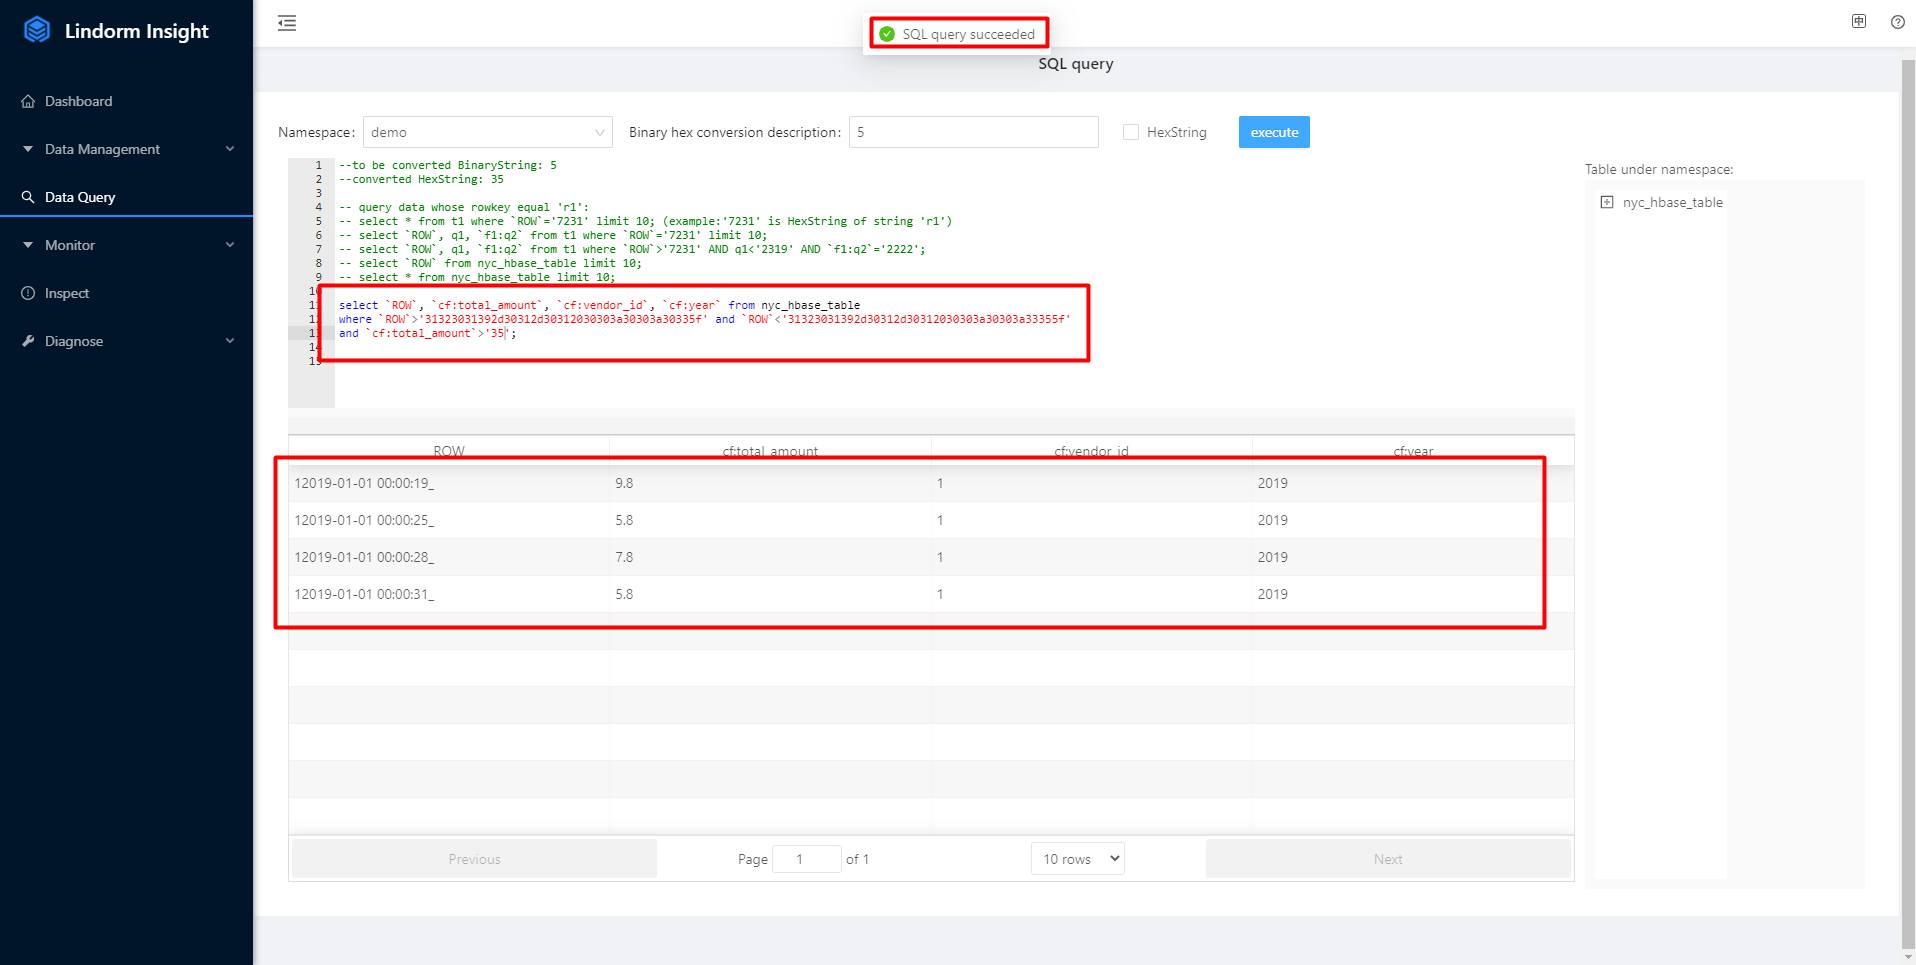 Lindorm Insight
SQL query succeeded
SQL query
Dashboard
Data Management
Data Query
Monitor
Inspect
Diagnose
Namespace: demo
Binary hex conversion description: 5
HexString
execute
1 --to be converted BinaryString: 5
2 --converted HexString: 35
3
4 -- query data whose rowkey equal 'r1':
5 -- select * from t1 where `ROW`='7231' limit 10; (example:'7231' is HexString of string 'r1')
6 -- select `ROW`, q1, `f1:q2` from t1 where `ROW`='7231' limit 10;
7 -- select `ROW`, q1, `f1:q2` from t1 where `ROW`>'7231' AND q1<'2319' AND `f1:q2`='2222';
8 -- select `ROW` from nyc_hbase_table limit 10;
9 -- select * from nyc_hbase_table limit 10;
10
11 select `ROW`, `cf:total_amount`, `cf:vendor_id`, `cf:year` from nyc_hbase_table
12 where `ROW`>'31323031392d30312d30312030303a30303a30335f' and `ROW`<'31323031392d30312d30312030303a30303a33355f'
13 and `cf:total_amount`>'35';
14
15
Table under namespace:
nyc_hbase_table
ROW cf:total_amount cf:vendor_id cf:year
12019-01-01 00:00:19_ 9.8 1 2019
12019-01-01 00:00:25_ 5.8 1 2019
12019-01-01 00:00:28_ 7.8 1 2019
12019-01-01 00:00:31_ 5.8 1 2019
Previous Page 1 of 1 10 rows Next